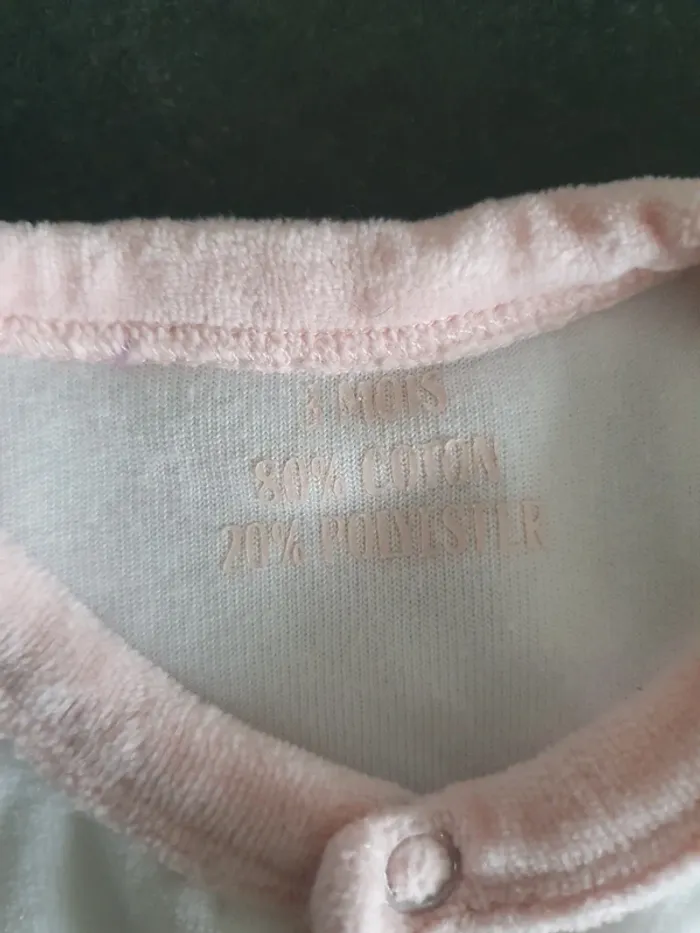 3 MOIS
80% COTON
20% POLYESTER